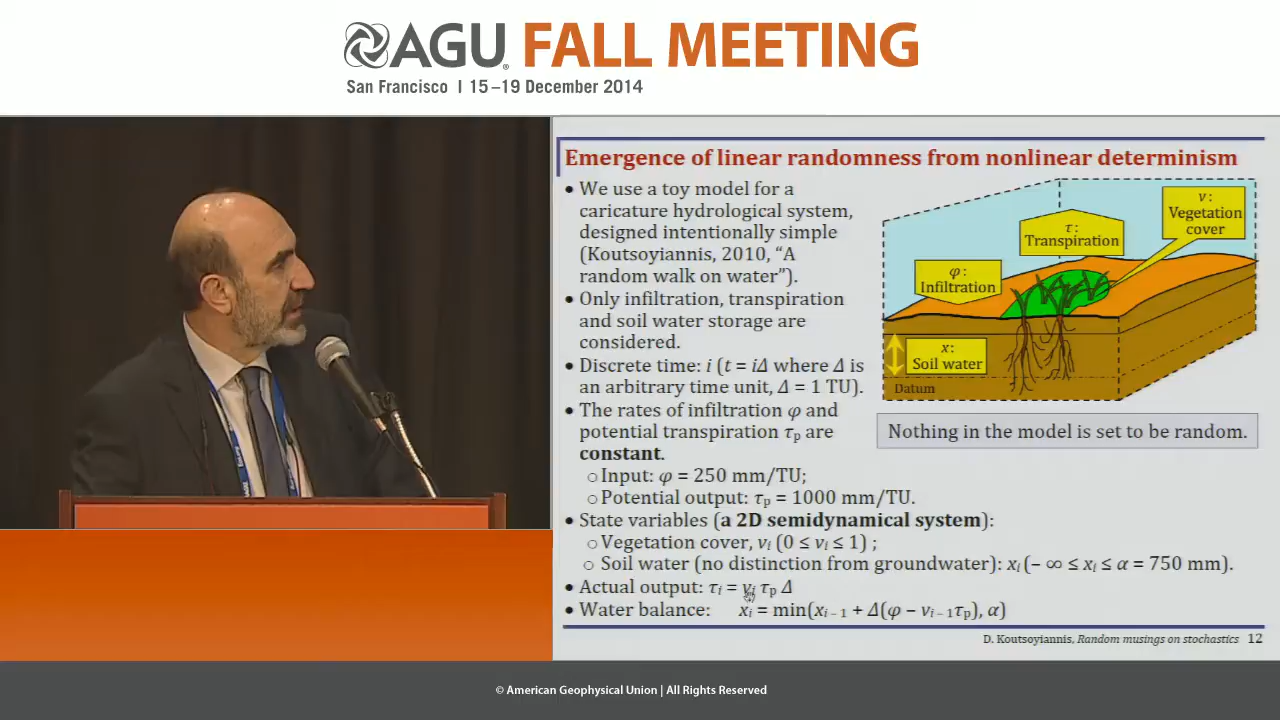 AGU FALL MEETING
San Francisco | 15–19 December 2014
Emergence of linear randomness from nonlinear determinism
• We use a toy model for a
caricature hydrological system,
designed intentionally simple
(Koutsoyiannis, 2010, “A
random walk on water”).
• Only infiltration, transpiration
and soil water storage are
considered.
• Discrete time: i (t = iΔ where Δ is
an arbitrary time unit, Δ = 1 TU).
• The rates of infiltration φ and
potential transpiration τp are
constant.
○ Input: φ = 250 mm/TU;
○ Potential output: τp = 1000 mm/TU.
• State variables (a 2D semidynamical system):
○ Vegetation cover, vi (0 ≤ vi ≤ 1) ;
○ Soil water (no distinction from groundwater): xi (– ∞ ≤ xi ≤ α = 750 mm).
• Actual output: τi = vi τp Δ
• Water balance: xi = min(xi – 1 + Δ(φ – vi – 1τp), α)
v:
Vegetation
cover
τ:
Transpiration
φ:
Infiltration
x:
Soil water
Datum
Nothing in the model is set to be random.
D. Koutsoyiannis, Random musings on stochastics 12
© American Geophysical Union | All Rights Reserved